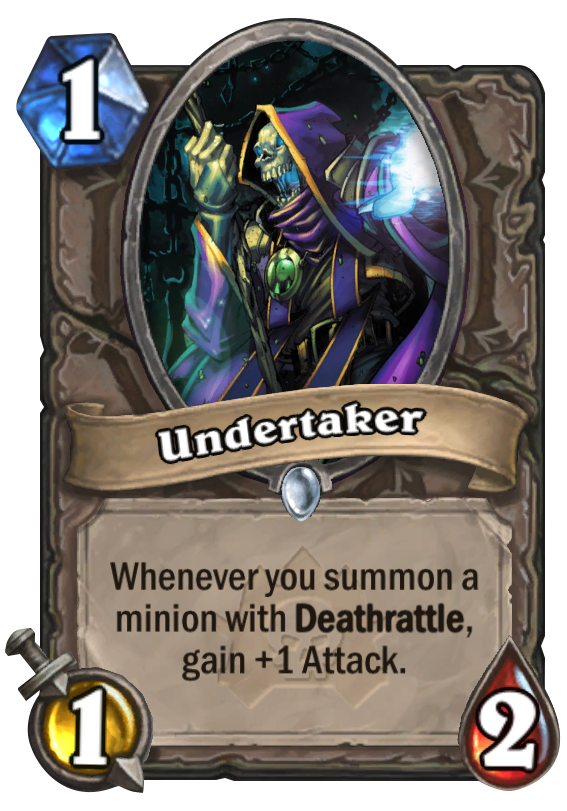 1
Undertaker
Whenever you summon a
minion with Deathrattle,
gain +1 Attack.
1
2